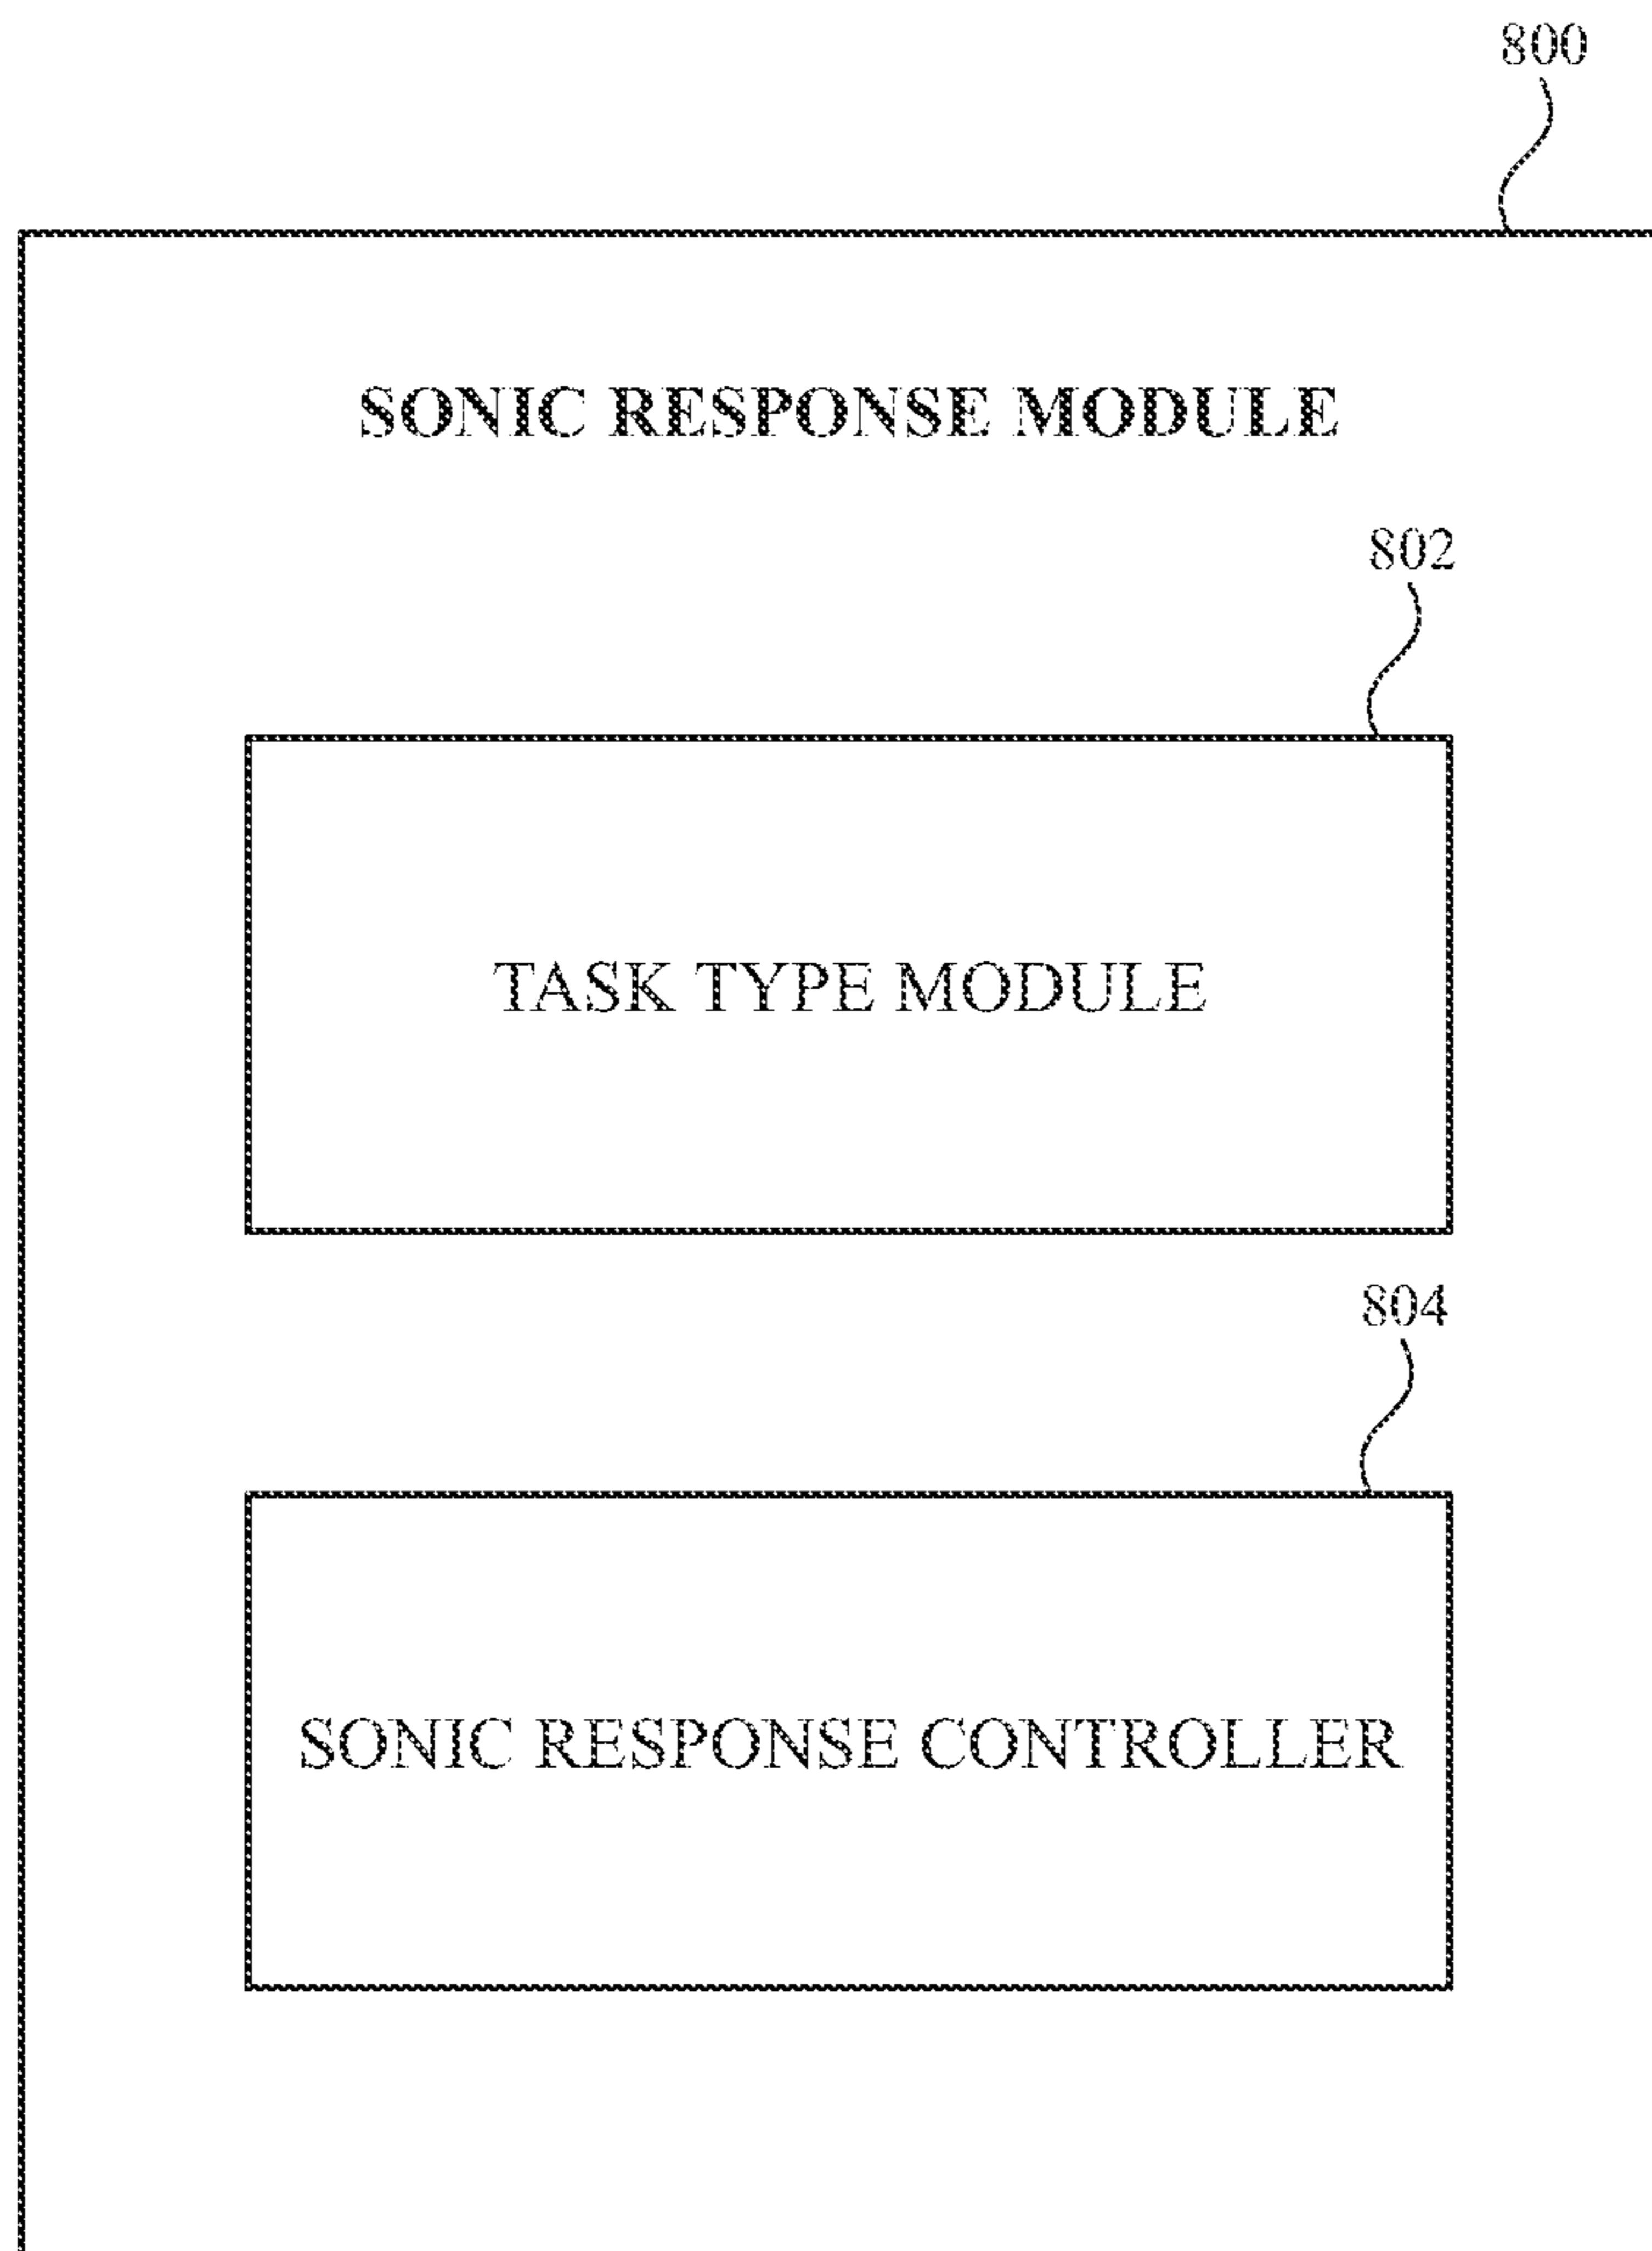 800
SONIC RESPONSE MODULE
802
TASK TYPE MODULE
804
SONIC RESPONSE CONTROLLER